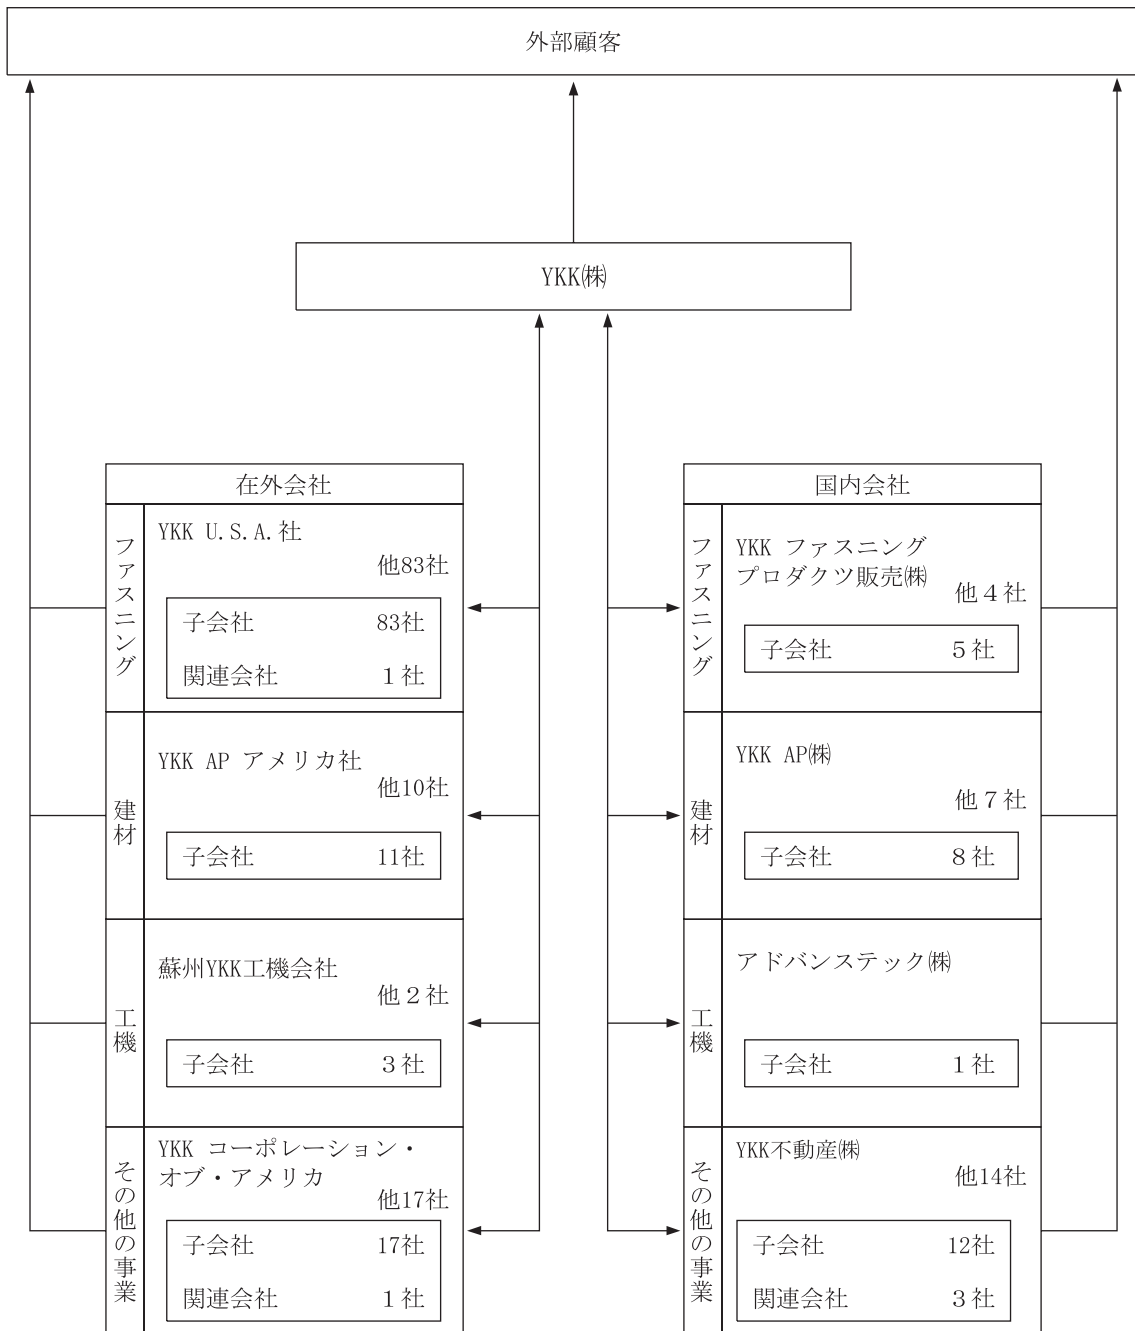 外部顧客
YKK㈱
在外会社
ファスニング
YKK U.S.A.社
他83社
子会社 83社
関連会社 1社
建材
YKK AP アメリカ社
他10社
子会社 11社
工機
蘇州YKK工機会社
他2社
子会社 3社
その他の事業
YKK コーポレーション・
オブ・アメリカ
他17社
子会社 17社
関連会社 1社
国内会社
ファスニング
YKK ファスニング
プロダクツ販売㈱
他4社
子会社 5社
建材
YKK AP㈱
他7社
子会社 8社
工機
アドバンステック㈱
子会社 1社
その他の事業
YKK不動産㈱
他14社
子会社 12社
関連会社 3社